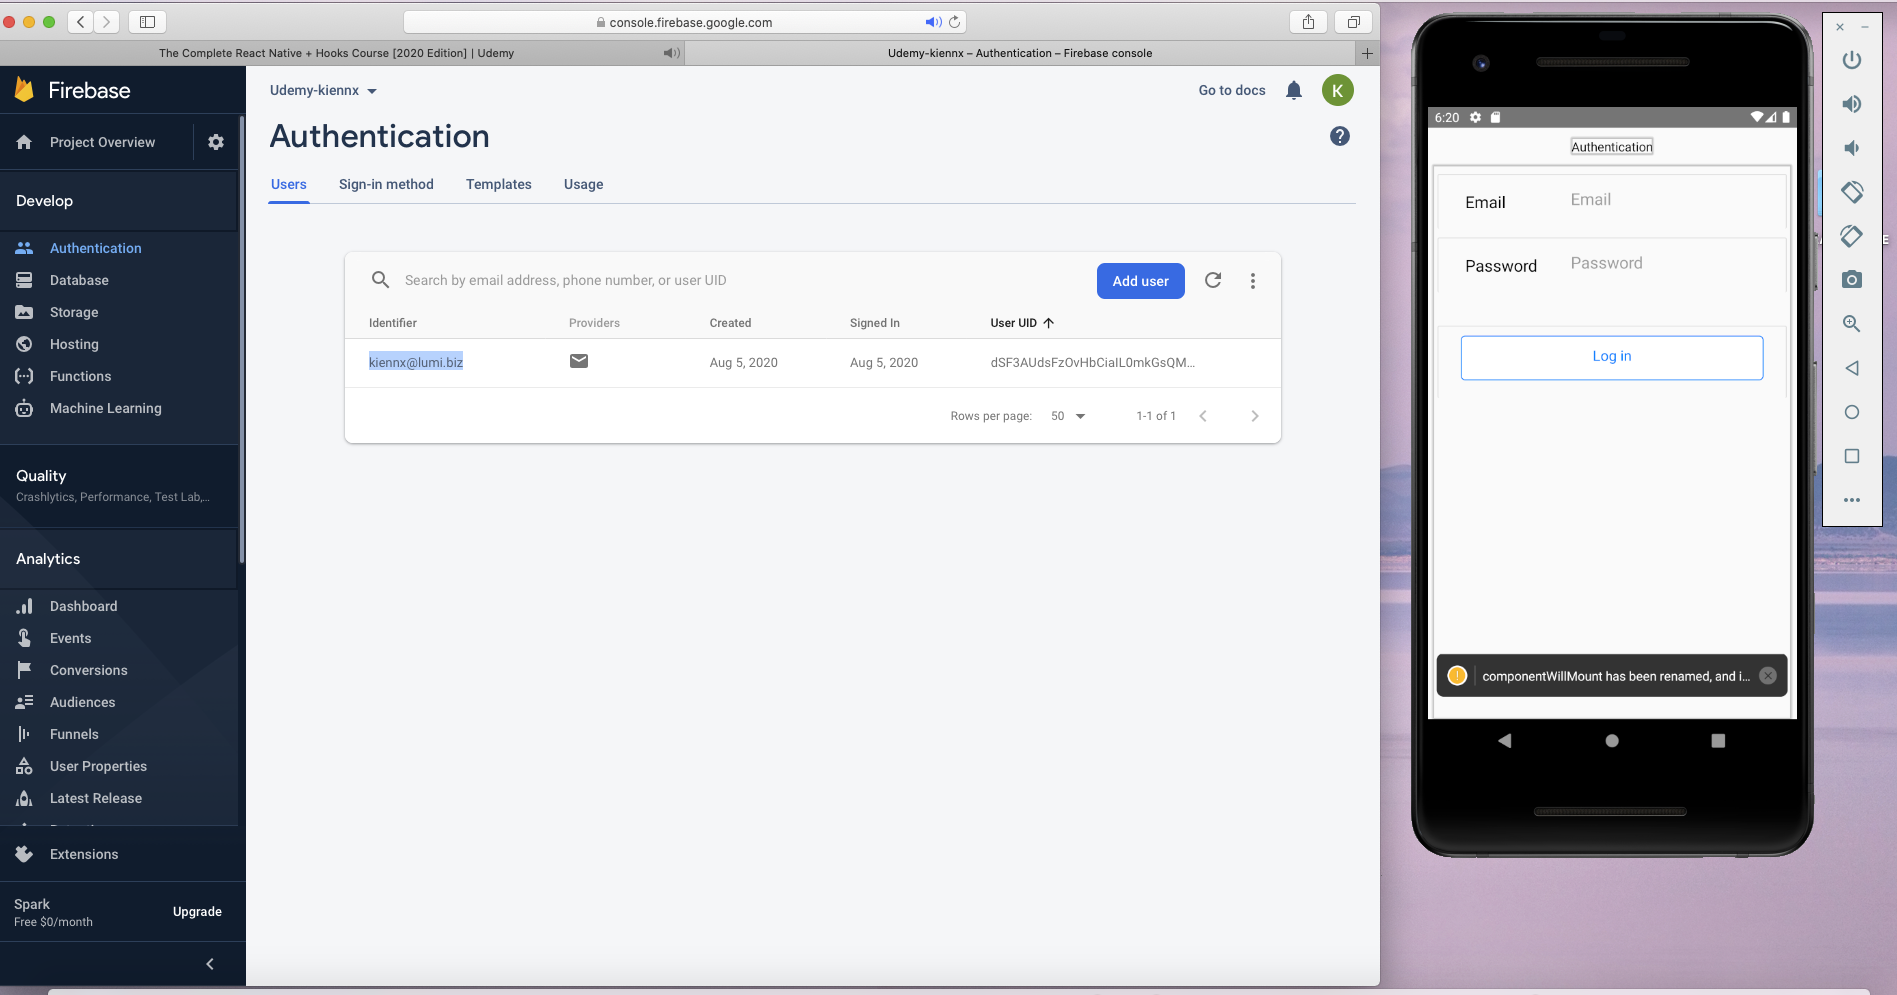 console.firebase.google.com
The Complete React Native + Hooks Course [2020 Edition] | Udemy
Udemy-kiennx – Authentication – Firebase console
Firebase
Project Overview
Develop
Authentication
Database
Storage
Hosting
Functions
Machine Learning
Quality
Crashlytics, Performance, Test Lab,...
Analytics
Dashboard
Events
Conversions
Audiences
Funnels
User Properties
Latest Release
Extensions
Spark
Free $0/month
Upgrade
Udemy-kiennx
Go to docs
K
Authentication
Users Sign-in method Templates Usage
Search by email address, phone number, or user UID
Add user
Identifier Providers Created Signed In User UID
kiennx@lumi.biz Aug 5, 2020 Aug 5, 2020
Rows per page: 50 1-1 of 1
6:20
Authentication
Email Email
Password Password
Log in
componentWillMount has been renamed, and i...